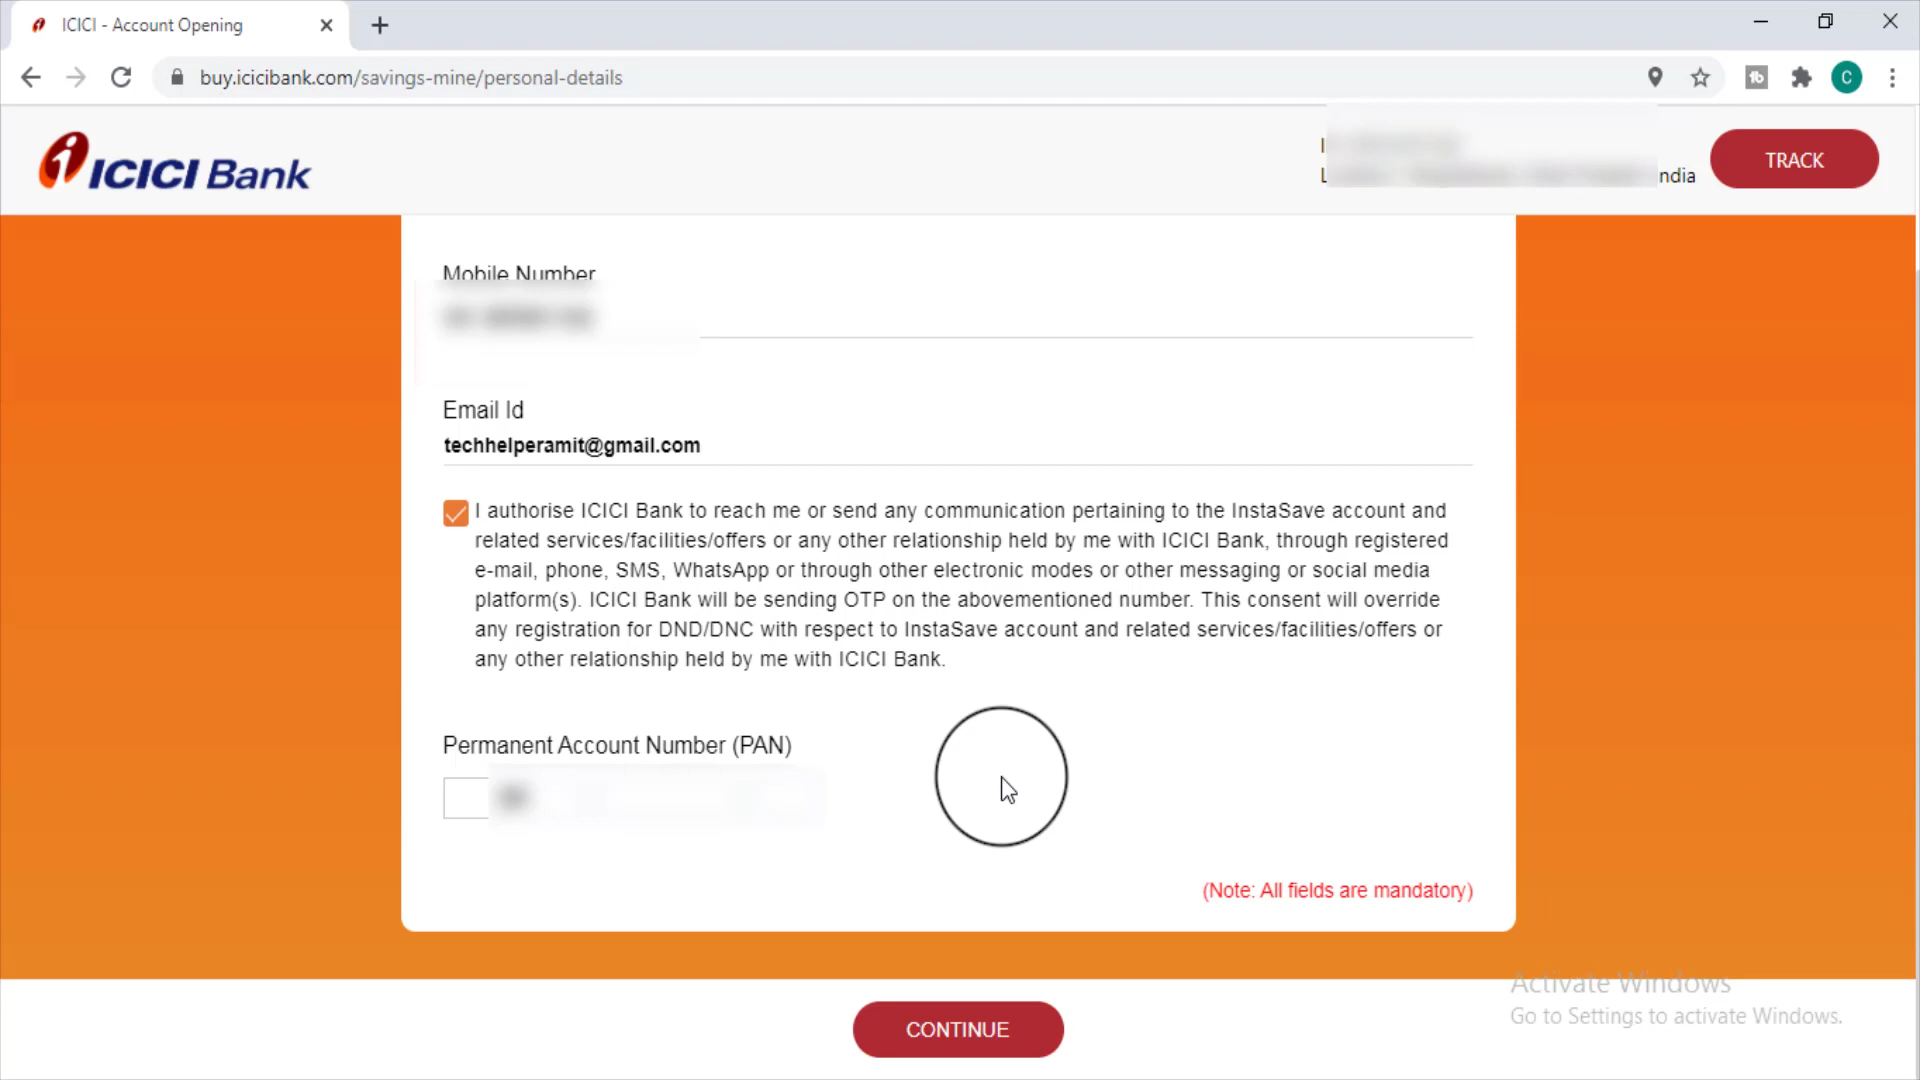 ICICI - Account Opening
buy.icicibank.com/savings-mine/personal-details
ICICI Bank
ndia
TRACK
Mobile Number
Email Id
techhelperamit@gmail.com
I authorise ICICI Bank to reach me or send any communication pertaining to the InstaSave account and
related services/facilities/offers or any other relationship held by me with ICICI Bank, through registered
e-mail, phone, SMS, WhatsApp or through other electronic modes or other messaging or social media
platform(s). ICICI Bank will be sending OTP on the abovementioned number. This consent will override
any registration for DND/DNC with respect to InstaSave account and related services/facilities/offers or
any other relationship held by me with ICICI Bank.
Permanent Account Number (PAN)
(Note: All fields are mandatory)
CONTINUE
Activate Windows
Go to Settings to activate Windows.